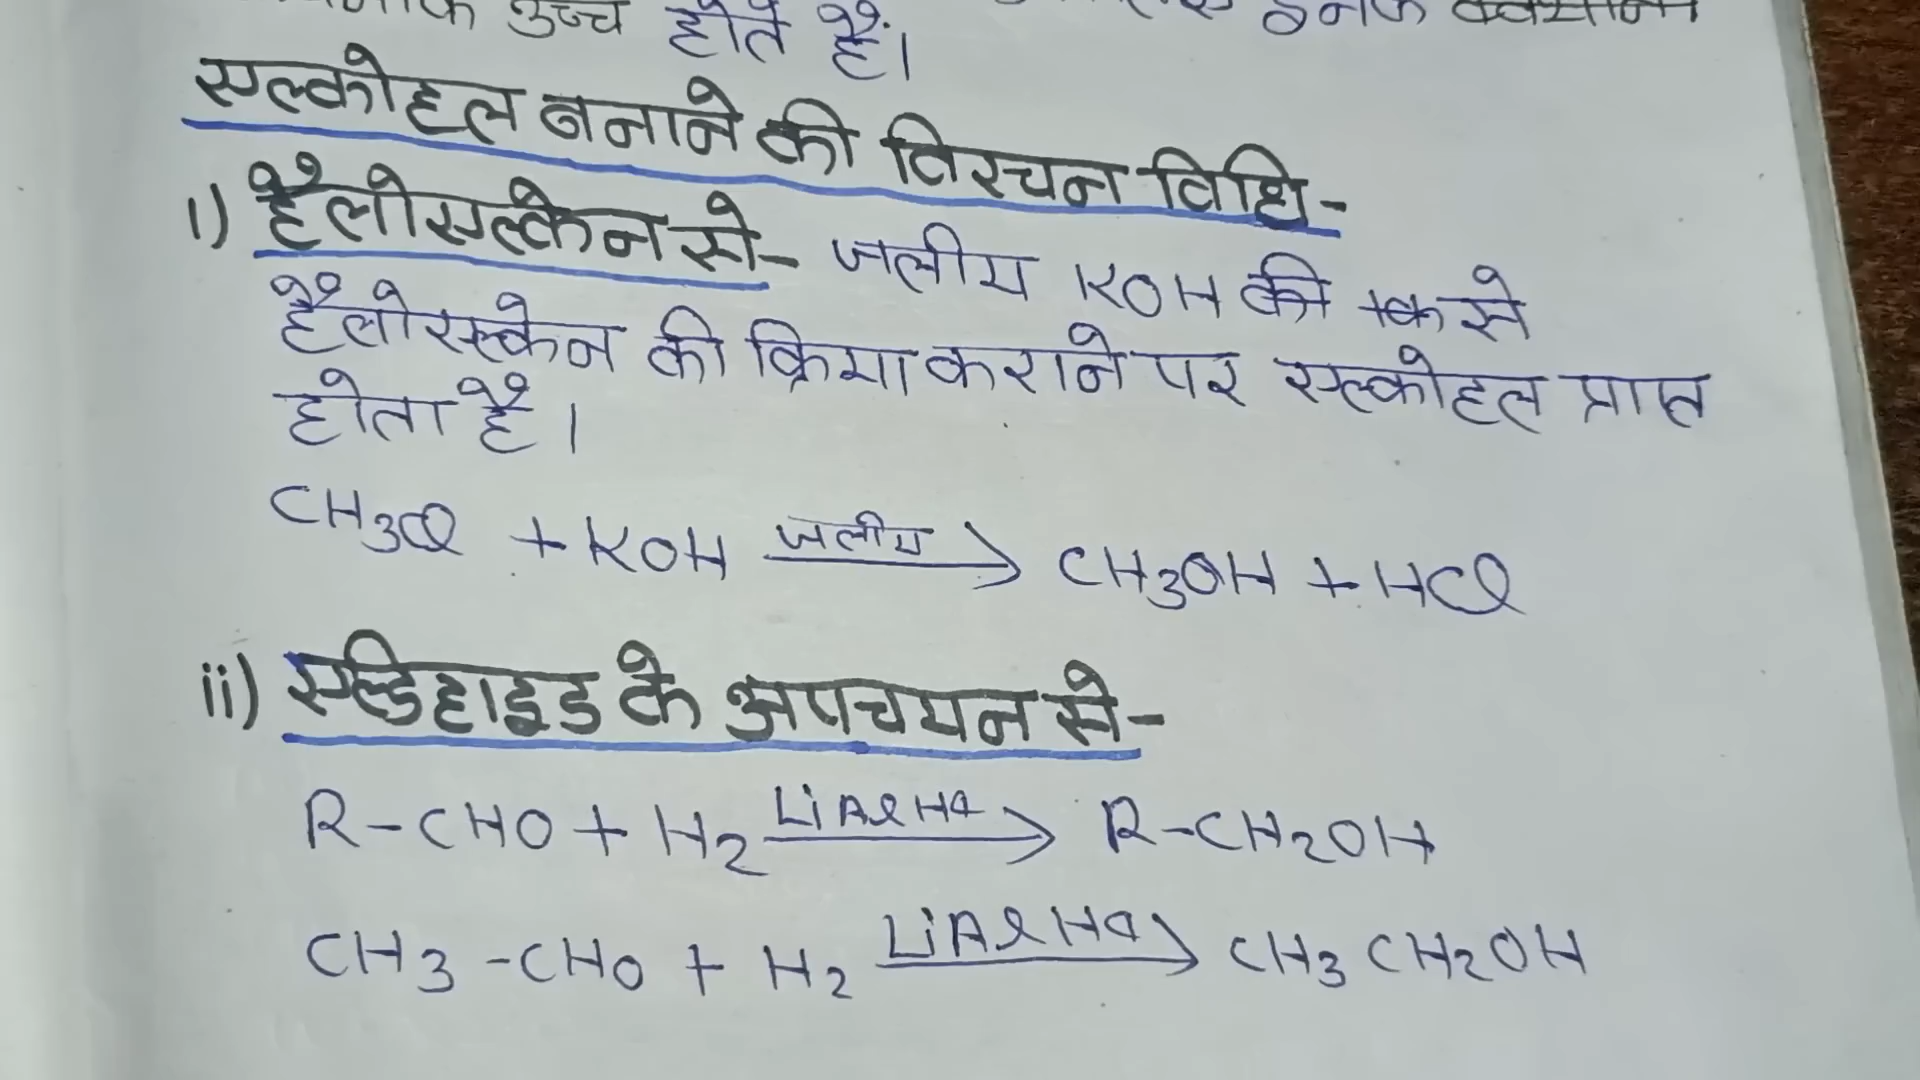 उच्च होते हैं।
एल्कोहल बनाने की विरचन विधि-
i) हैलोएल्केन से- जलीय KOH की से
हैलोएल्केन की क्रिया कराने पर एल्कोहल प्राप्त
होता है।
CH3Cl + KOH जलीय → CH3OH + HCl
ii) एल्डिहाइड के अपचयन से-
R-CHO + H2 LiAlH4 → R-CH2OH
CH3-CHO + H2 LiAlH4 → CH3CH2OH